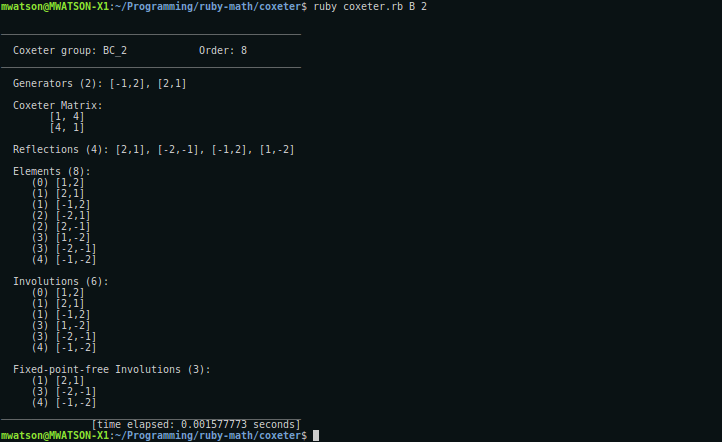 mwatson@MWATSON-X1:~/Programming/ruby-math/coxeter$ ruby coxeter.rb B 2
Coxeter group: BC_2 Order: 8
Generators (2): [-1,2], [2,1]
Coxeter Matrix:
[1, 4]
[4, 1]
Reflections (4): [2,1], [-2,-1], [-1,2], [1,-2]
Elements (8):
(0) [1,2]
(1) [2,1]
(1) [-1,2]
(2) [-2,1]
(2) [2,-1]
(3) [1,-2]
(3) [-2,-1]
(4) [-1,-2]
Involutions (6):
(0) [1,2]
(1) [2,1]
(1) [-1,2]
(3) [1,-2]
(3) [-2,-1]
(4) [-1,-2]
Fixed-point-free Involutions (3):
(1) [2,1]
(3) [-2,-1]
(4) [-1,-2]
[time elapsed: 0.001577773 seconds]
mwatson@MWATSON-X1:~/Programming/ruby-math/coxeter$